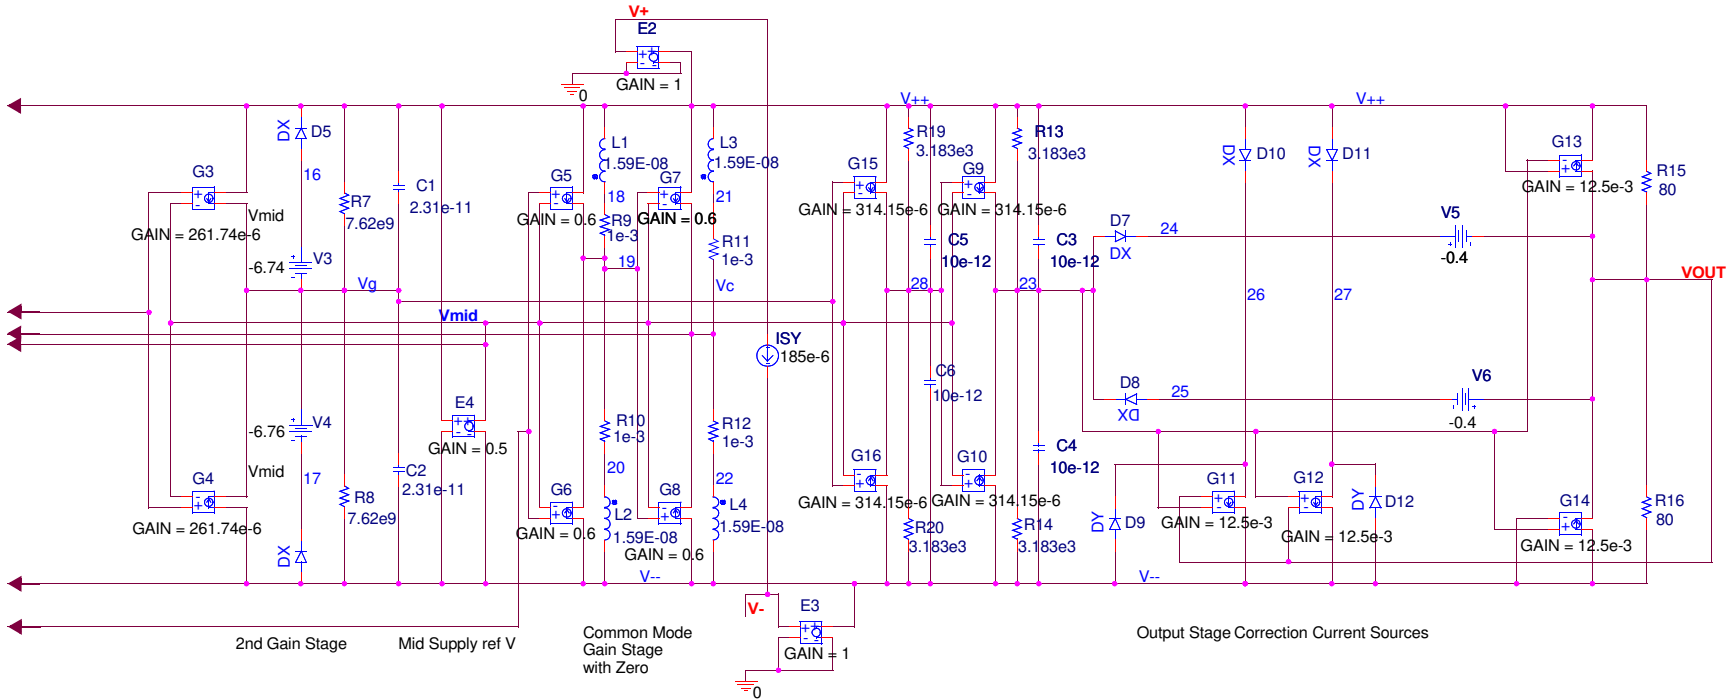 V+
E2
GAIN = 1
0
V++
V++
DX
D5
16
G3
Vmid
GAIN = 261.74e-6
-6.74
V3
R7
7.62e9
C1
2.31e-11
Vg
Vmid
L1
1.59E-08
G5
18
GAIN = 0.6
R9
1e-3
19
G7
GAIN = 0.6
L3
1.59E-08
21
R11
1e-3
Vc
ISY
185e-6
G15
GAIN = 314.15e-6
R19
3.183e3
C5
10e-12
28
G9
GAIN = 314.15e-6
R13
3.183e3
C3
10e-12
23
D7
DX
24
V5
-0.4
DX
D10
DX
D11
26
27
G13
GAIN = 12.5e-3
R15
80
VOUT
-6.76
V4
Vmid
17
G4
GAIN = 261.74e-6
DX
R8
7.62e9
C2
2.31e-11
E4
GAIN = 0.5
R10
1e-3
20
G6
GAIN = 0.6
L2
1.59E-08
G8
GAIN = 0.6
R12
1e-3
22
L4
1.59E-08
C6
10e-12
G16
GAIN = 314.15e-6
R20
3.183e3
G10
GAIN = 314.15e-6
C4
10e-12
R14
3.183e3
D8
DX
25
V6
-0.4
DY
D9
G11
GAIN = 12.5e-3
G12
GAIN = 12.5e-3
DY
D12
G14
GAIN = 12.5e-3
R16
80
V--
V--
V-
E3
GAIN = 1
0
2nd Gain Stage
Mid Supply ref V
Common Mode
Gain Stage
with Zero
Output Stage Correction Current Sources